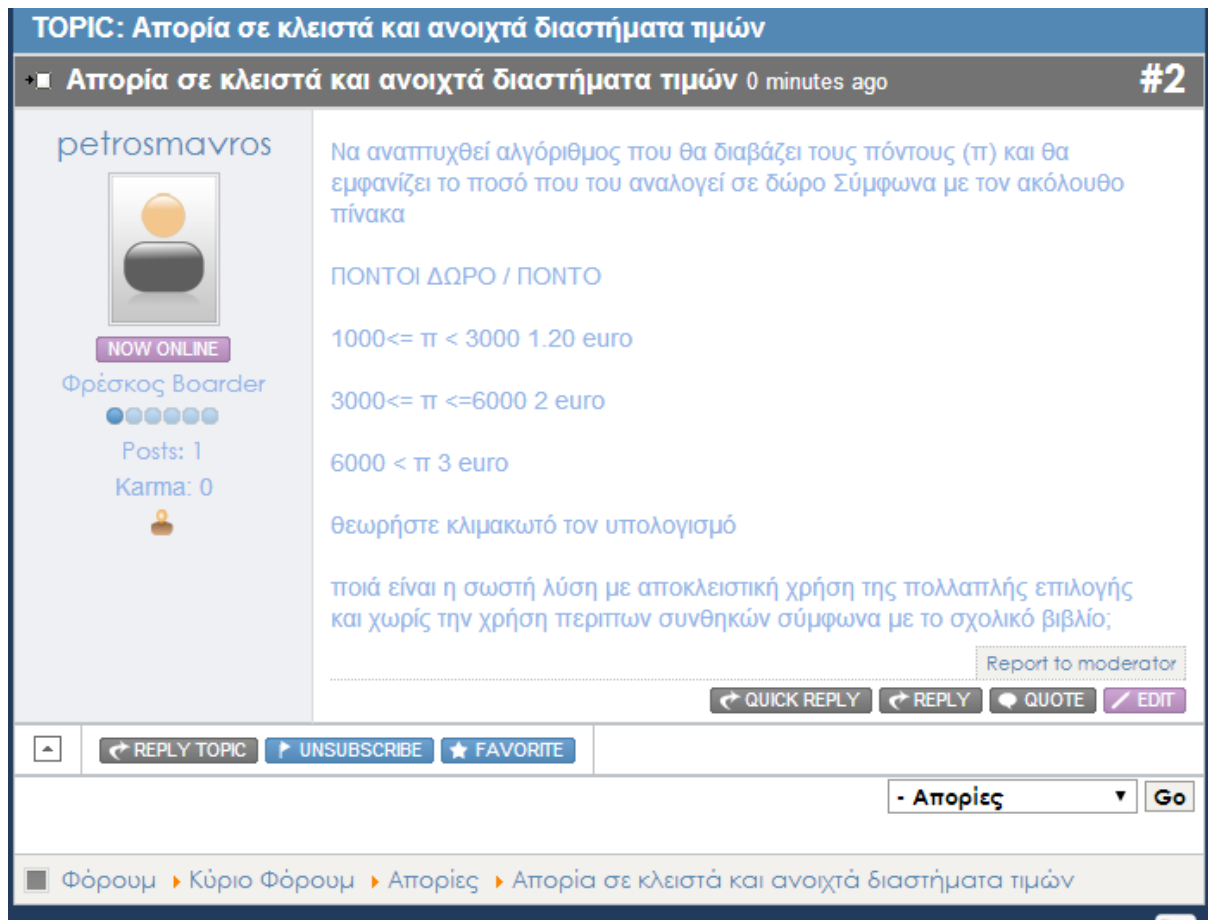 TOPIC: Απορία σε κλειστά και ανοιχτά διαστήματα τιμών
Απορία σε κλειστά και ανοιχτά διαστήματα τιμών 0 minutes ago #2
petrosmavros
NOW ONLINE
Φρέσκος Boarder
Posts: 1
Karma: 0
Να αναπτυχθεί αλγόριθμος που θα διαβάζει τους πόντους (π) και θα
εμφανίζει το ποσό που του αναλογεί σε δώρο Σύμφωνα με τον ακόλουθο
πίνακα
ΠΟΝΤΟΙ ΔΩΡΟ / ΠΟΝΤΟ
1000<= π < 3000 1.20 euro
3000<= π <=6000 2 euro
6000 < π 3 euro
θεωρήστε κλιμακωτό τον υπολογισμό
ποιά είναι η σωστή λύση με αποκλειστική χρήση της πολλαπλής επιλογής
και χωρίς την χρήση περιπων συνθηκών σύμφωνα με το σχολικό βιβλίο;
Report to moderator
QUICK REPLY REPLY QUOTE EDIT
REPLY TOPIC UNSUBSCRIBE FAVORITE
- Απορίες Go
Φόρουμ Κύριο Φόρουμ Απορίες Απορία σε κλειστά και ανοιχτά διαστήματα τιμών